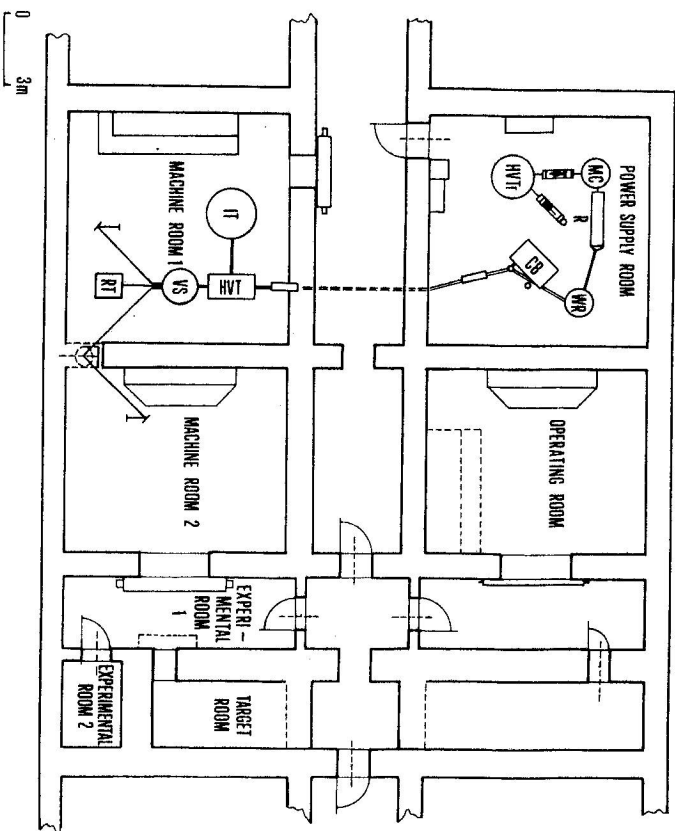 POWER SUPPLY ROOM
MC
HVTr
R
CB
WR
OPERATING ROOM
MACHINE ROOM 1
IT
HVT
VS
RT
MACHINE ROOM 2
EXPERI-
MENTAL
ROOM
1
TARGET
ROOM
EXPERIMENTAL
ROOM 2
0 3m